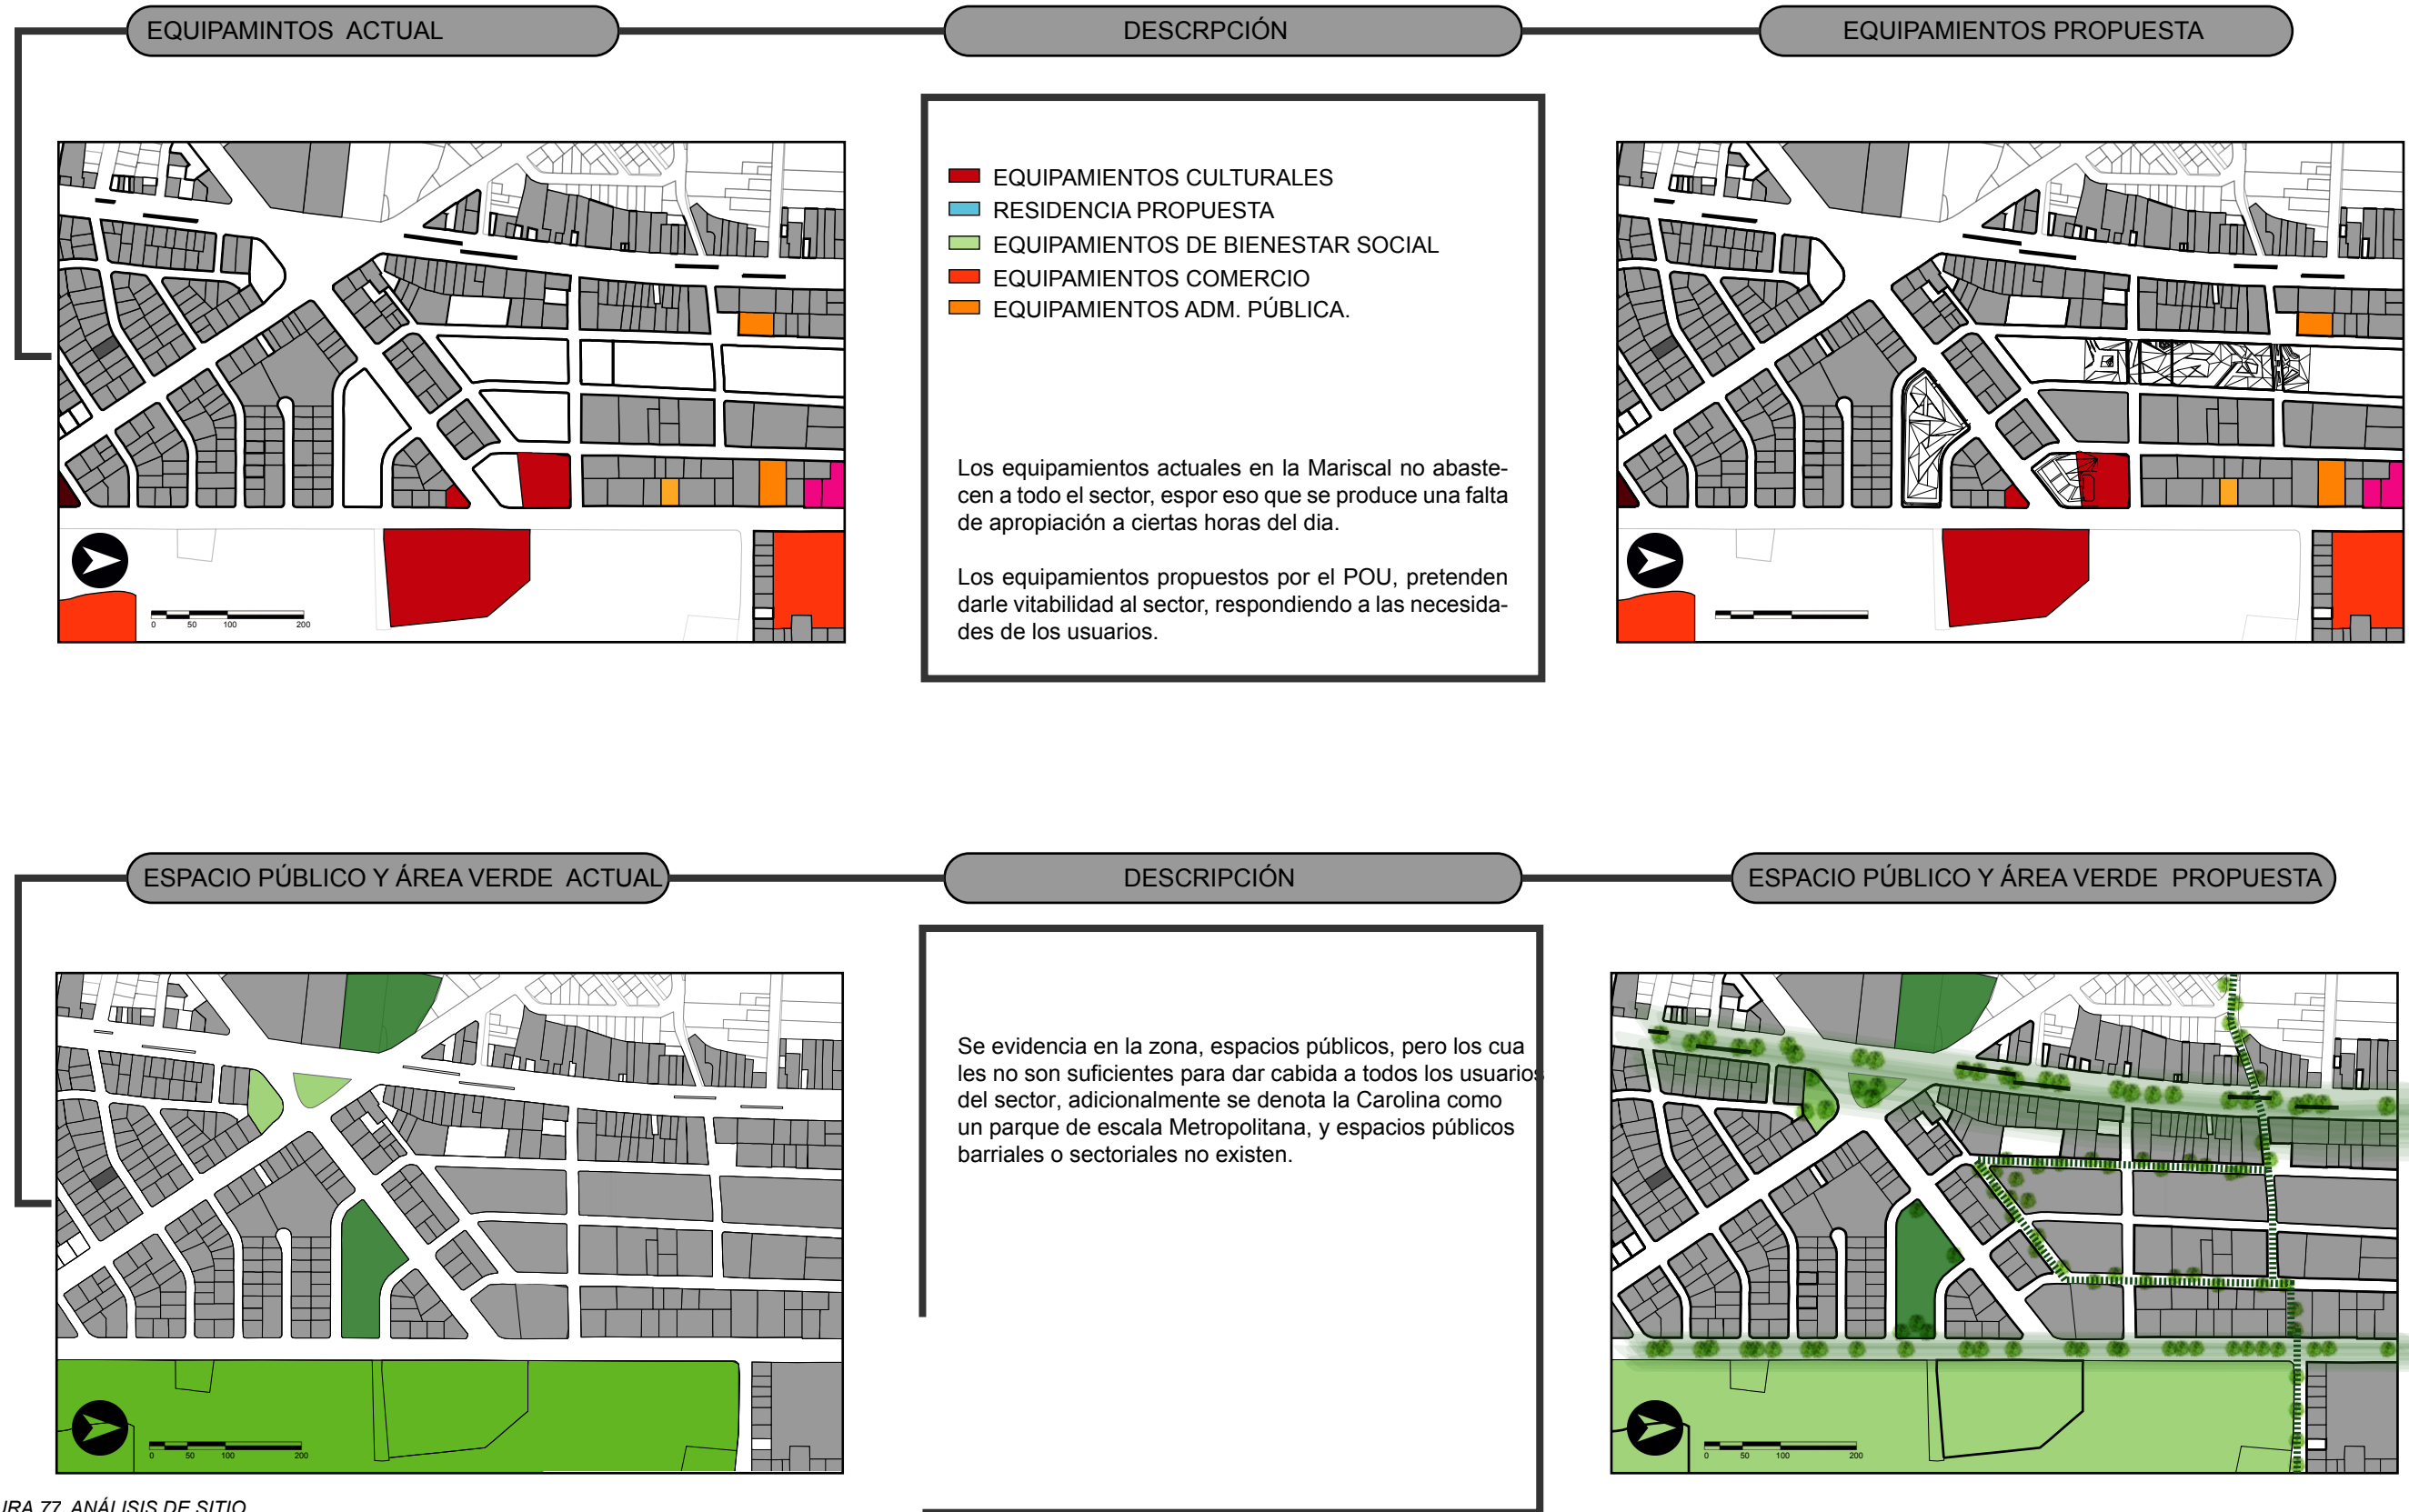 EQUIPAMINTOS ACTUAL
DESCRPCIÓN
EQUIPAMIENTOS PROPUESTA
EQUIPAMIENTOS CULTURALES
RESIDENCIA PROPUESTA
EQUIPAMIENTOS DE BIENESTAR SOCIAL
EQUIPAMIENTOS COMERCIO
EQUIPAMIENTOS ADM. PÚBLICA.
Los equipamientos actuales en la Mariscal no abaste-
cen a todo el sector, espor eso que se produce una falta
de apropiación a ciertas horas del dia.
Los equipamientos propuestos por el POU, pretenden
darle vitabilidad al sector, respondiendo a las necesida-
des de los usuarios.
0 50 100 200
ESPACIO PÚBLICO Y ÁREA VERDE ACTUAL
DESCRIPCIÓN
ESPACIO PÚBLICO Y ÁREA VERDE PROPUESTA
Se evidencia en la zona, espacios públicos, pero los cua
les no son suficientes para dar cabida a todos los usuarios
del sector, adicionalmente se denota la Carolina como
un parque de escala Metropolitana, y espacios públicos
barriales o sectoriales no existen.
0 50 100 200
0 50 100 200
URA 77. ANÁLISIS DE SITIO